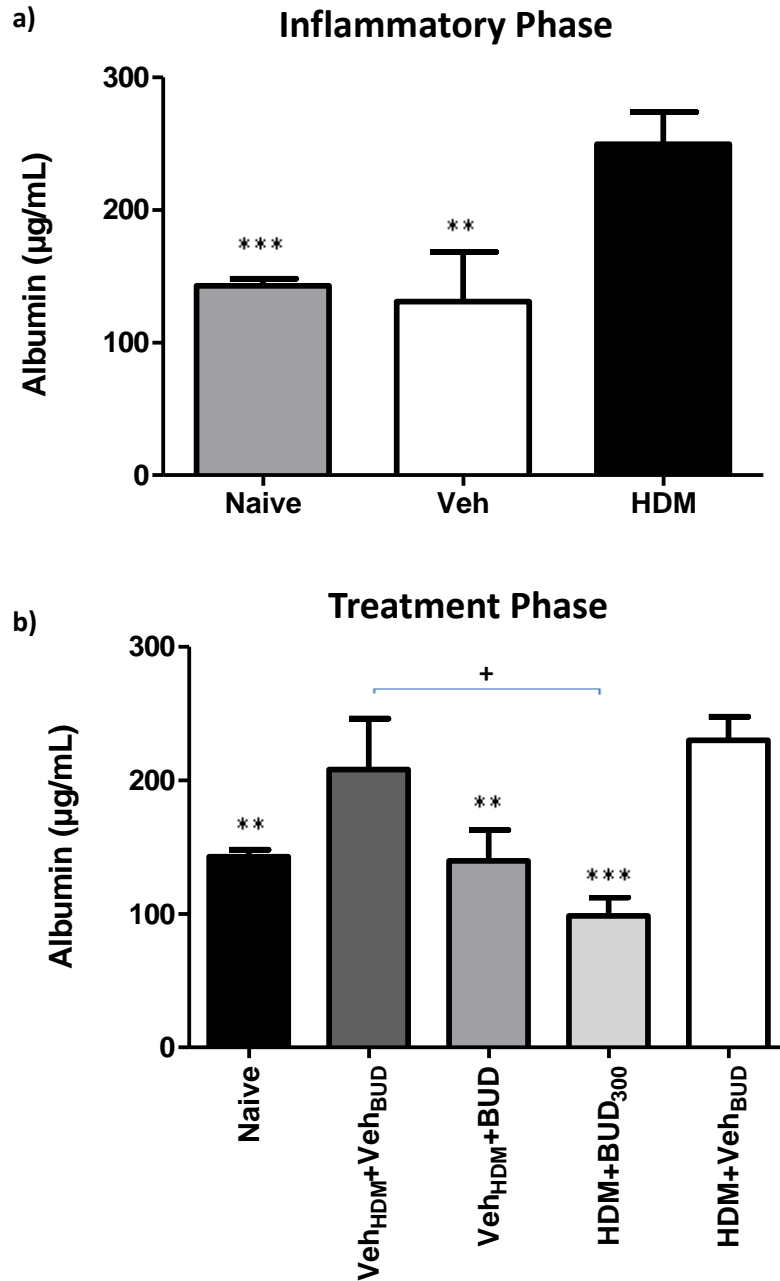 a)
Inflammatory Phase
300
200
100
0
Albumin (µg/mL)
***
**
Naive
Veh
HDM
b)
Treatment Phase
300
200
100
0
Albumin (µg/mL)
+
**
**
***
Naive
VehHDM+VehBUD
VehHDM+BUD
HDM+BUD300
HDM+VehBUD